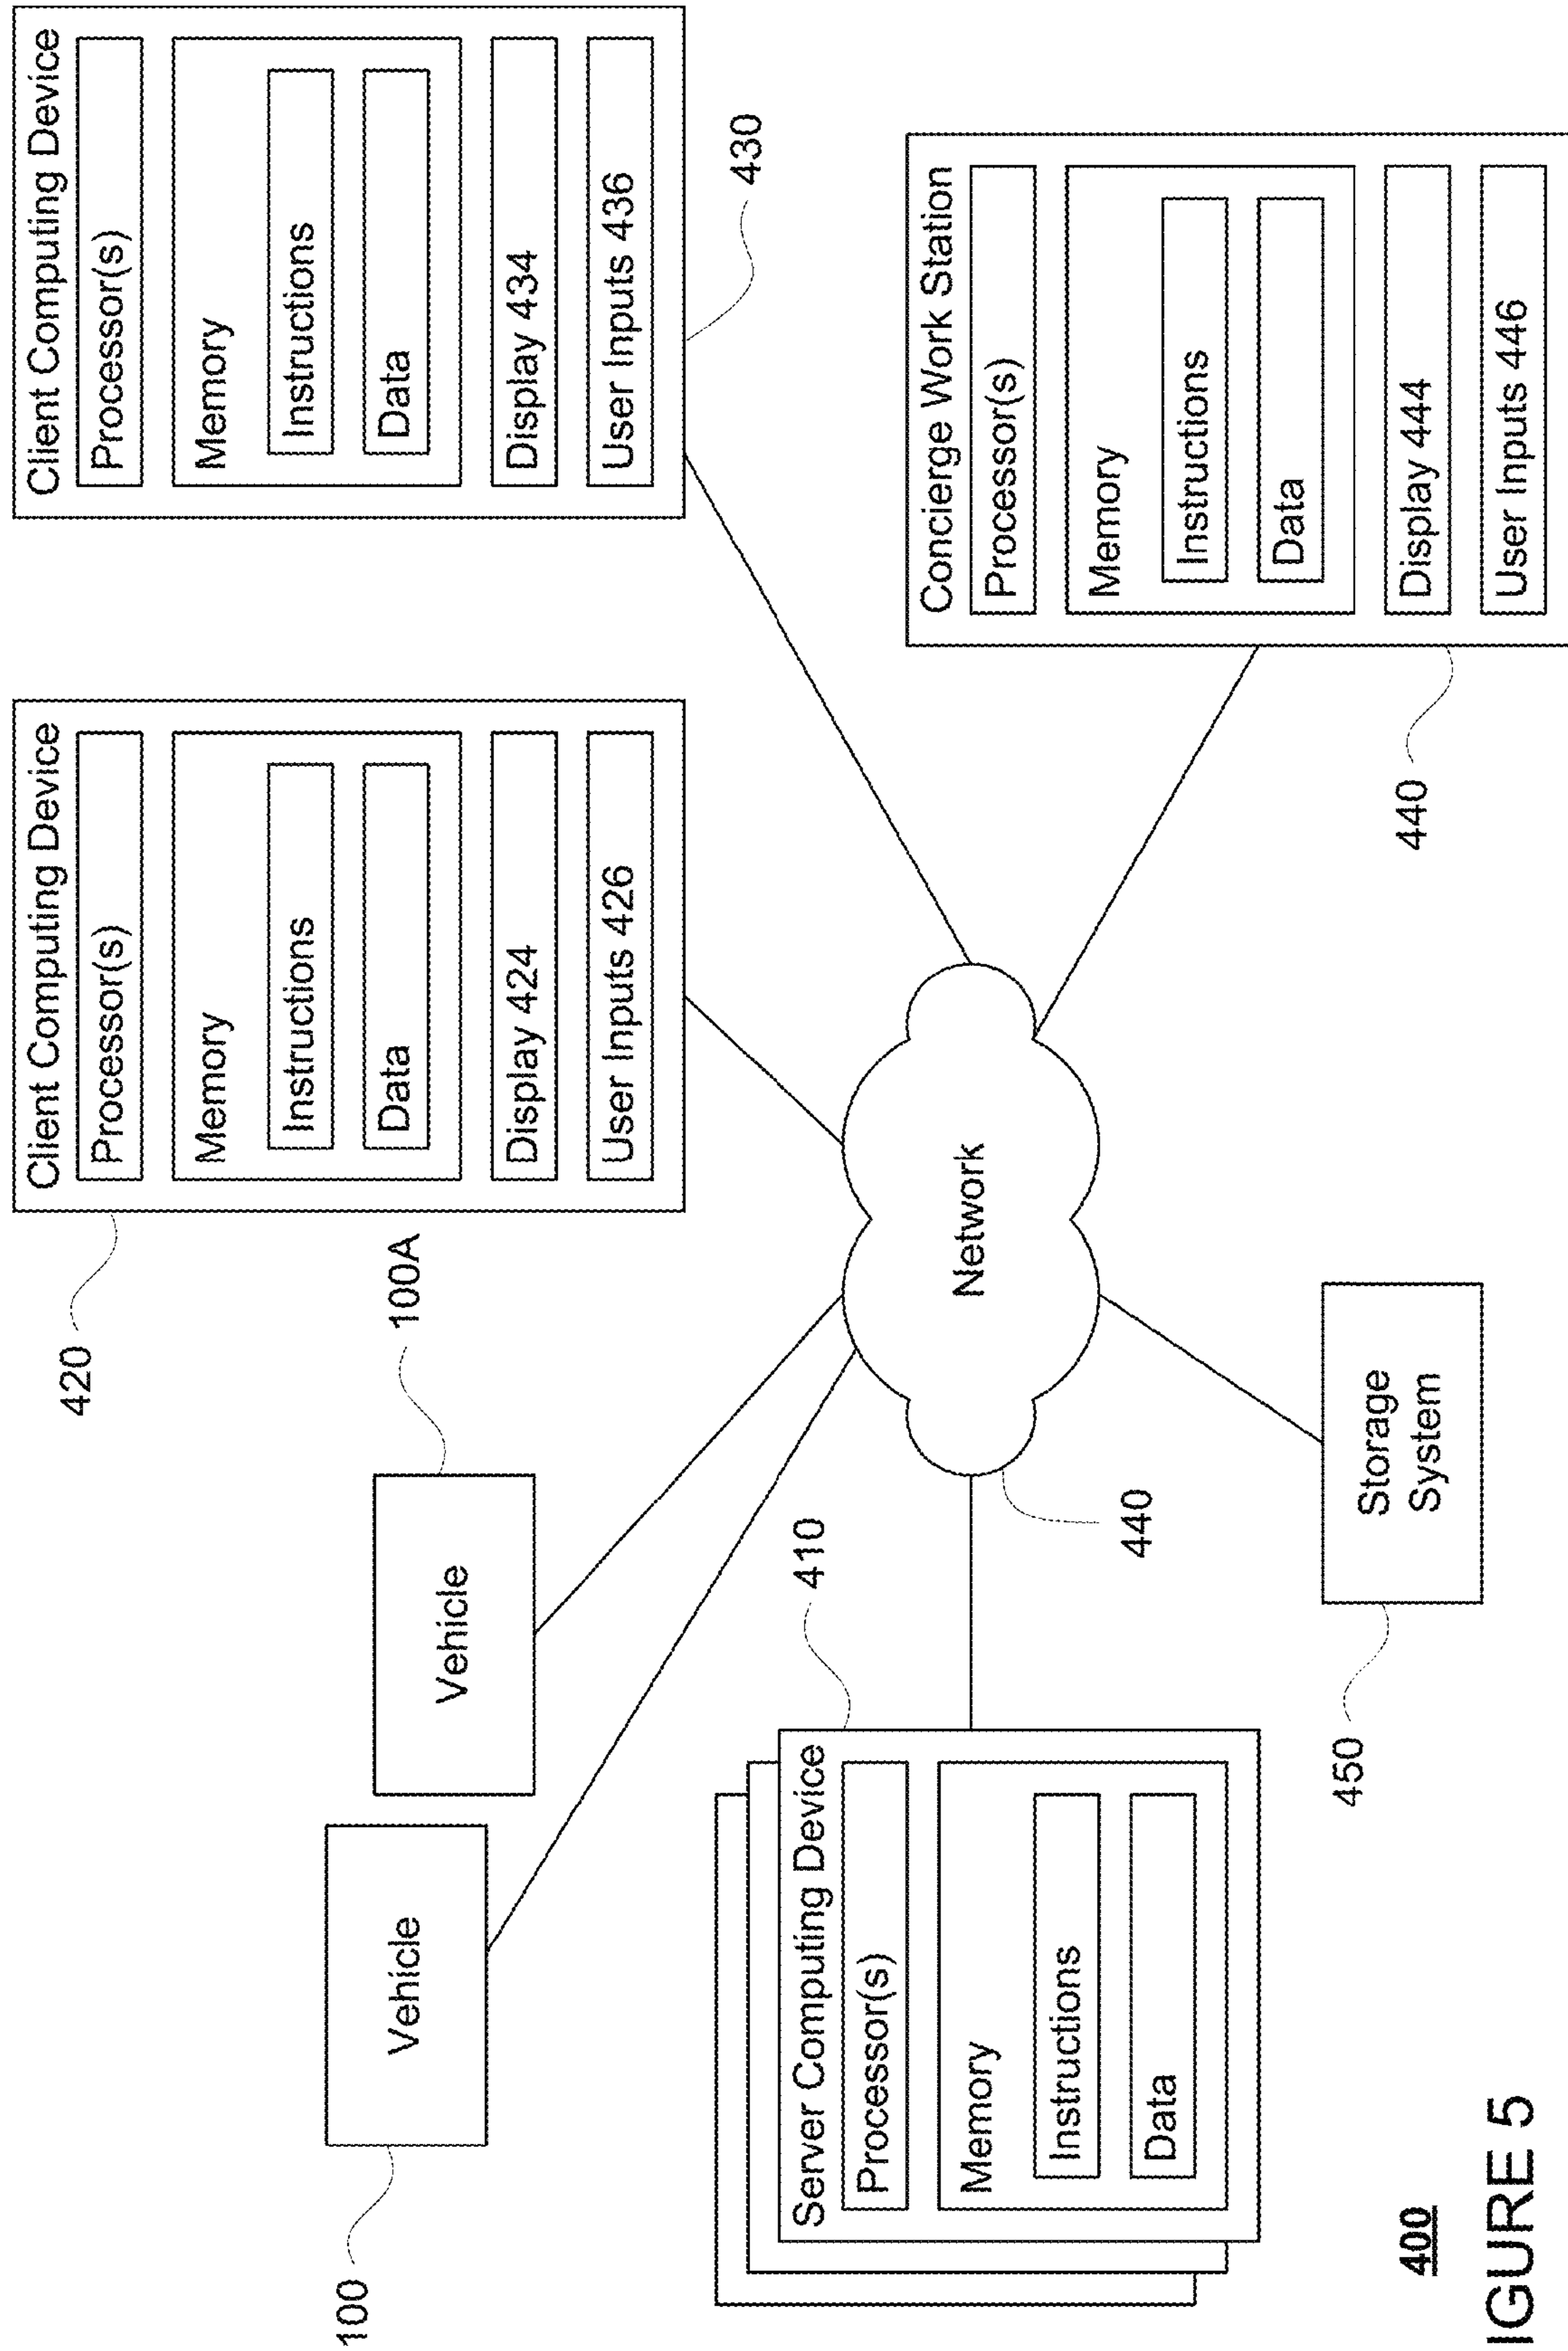 Vehicle
100
Vehicle
100A
Client Computing Device
Processor(s)
Memory
Instructions
Data
Display 424
User Inputs 426
420
Client Computing Device
Processor(s)
Memory
Instructions
Data
Display 434
User Inputs 436
430
Server Computing Device
Processor(s)
Memory
Instructions
Data
410
Network
440
Concierge Work Station
Processor(s)
Memory
Instructions
Data
Display 444
User Inputs 446
440
Storage
System
450
400
IGURE 5